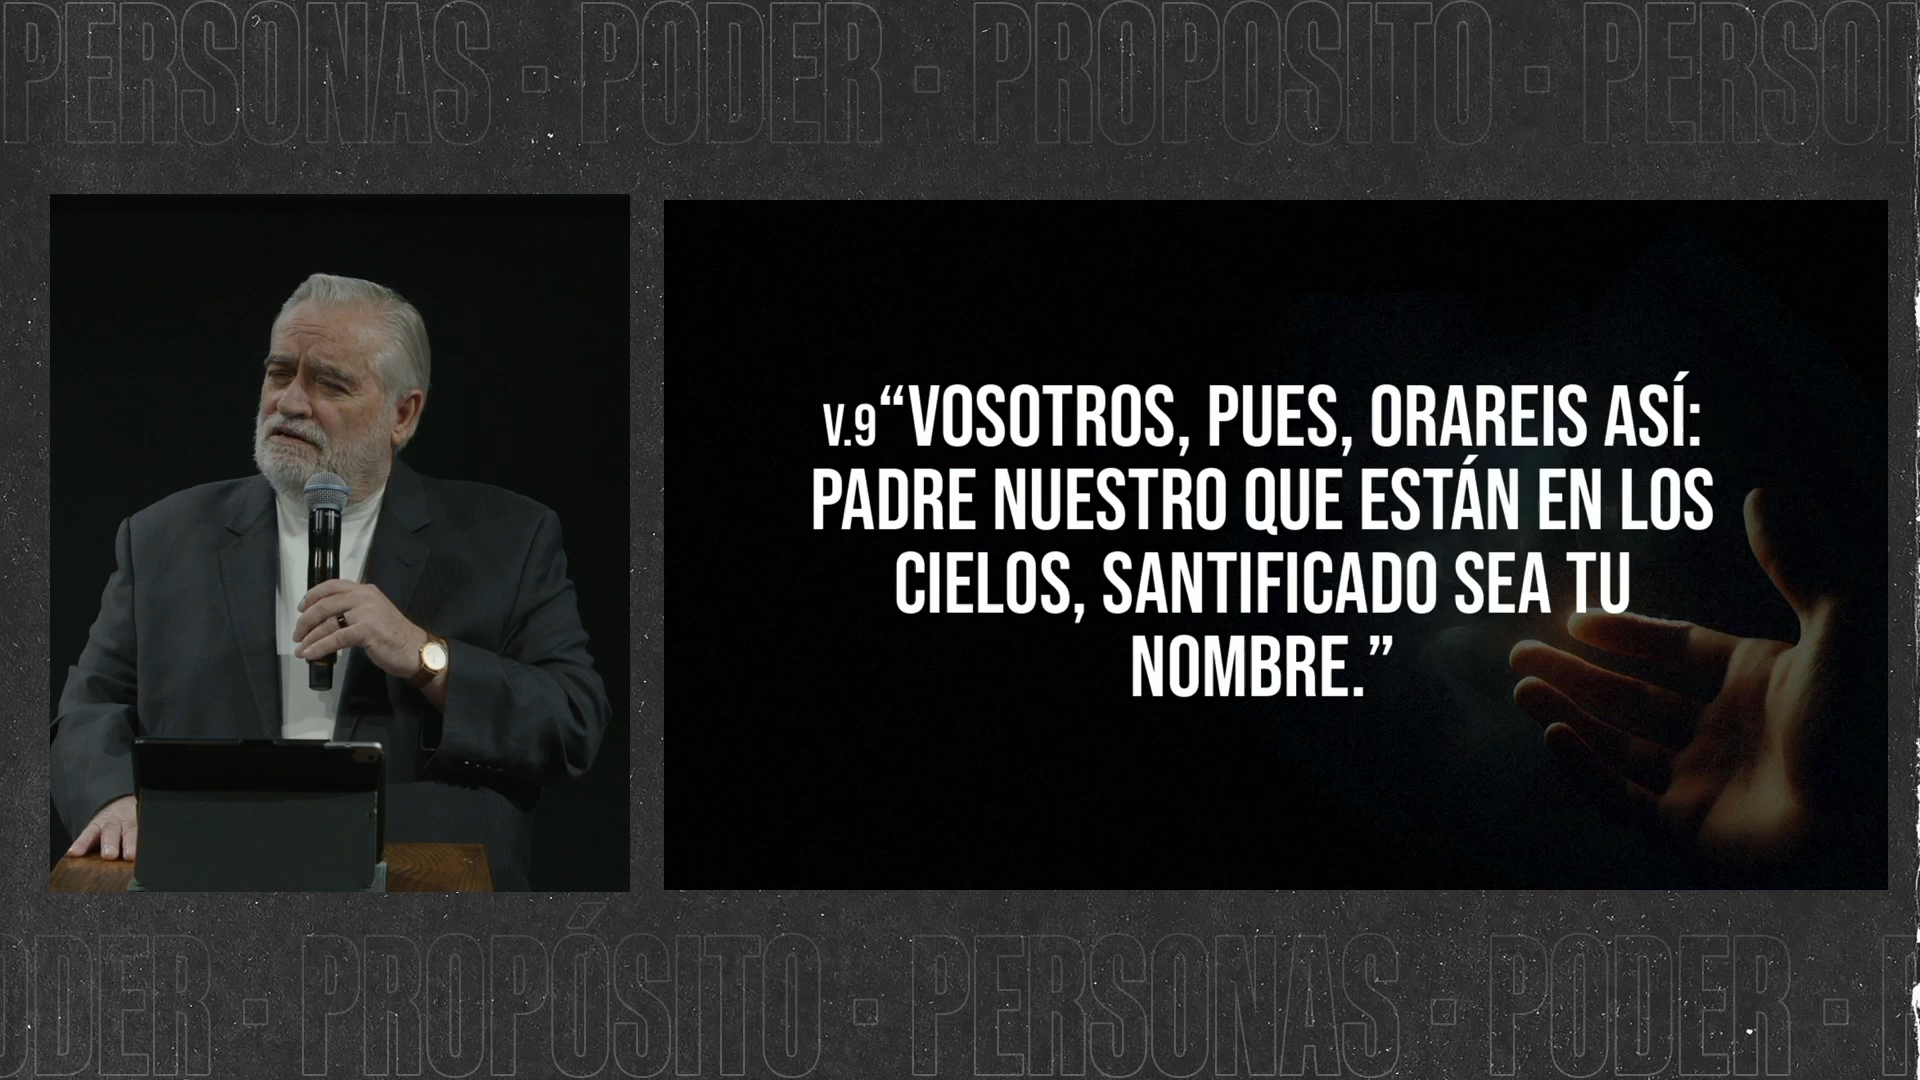 PERSONAS · PODER · PROPÓSITO · PERSO
V.9 “VOSOTROS, PUES, ORAREIS ASÍ:
PADRE NUESTRO QUE ESTÁN EN LOS
CIELOS, SANTIFICADO SEA TU
NOMBRE.”
ODER · PROPÓSITO · PERSONAS · PODER ·